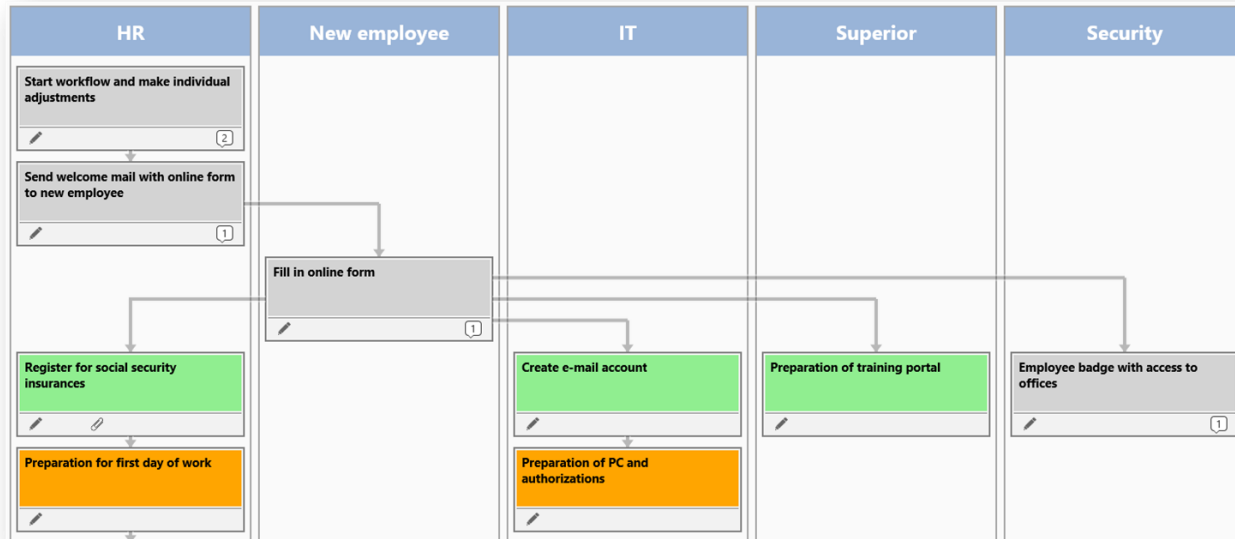 HR
New employee
IT
Superior
Security
Start workflow and make individual
adjustments
2
Send welcome mail with online form
to new employee
1
Fill in online form
1
Register for social security
insurances
Create e-mail account
Preparation of training portal
Employee badge with access to
offices
1
Preparation for first day of work
Preparation of PC and
authorizations